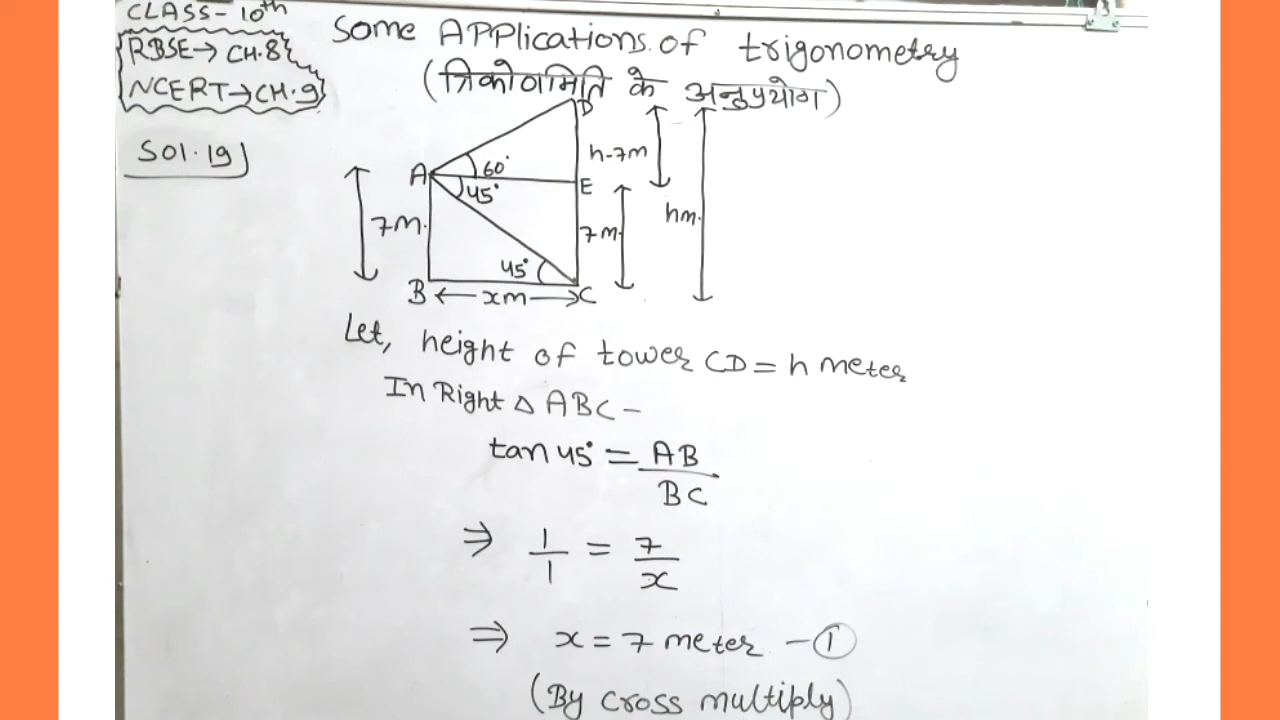 CLASS- 10th
RBSE→ CH.8
NCERT→CH.9
Some Applications of trigonometry
(त्रिकोणमिति के अनुप्रयोग)
Sol.19)
D
h-7m
60°
A
E
45°
hm.
7m.
7m.
45°
B ← xm → C
Let, height of tower CD = h meter
In Right △ ABC -
tan 45° = AB
BC
⇒ 1 = 7
1 x
⇒ x = 7 meter - ①
(By cross multiply)